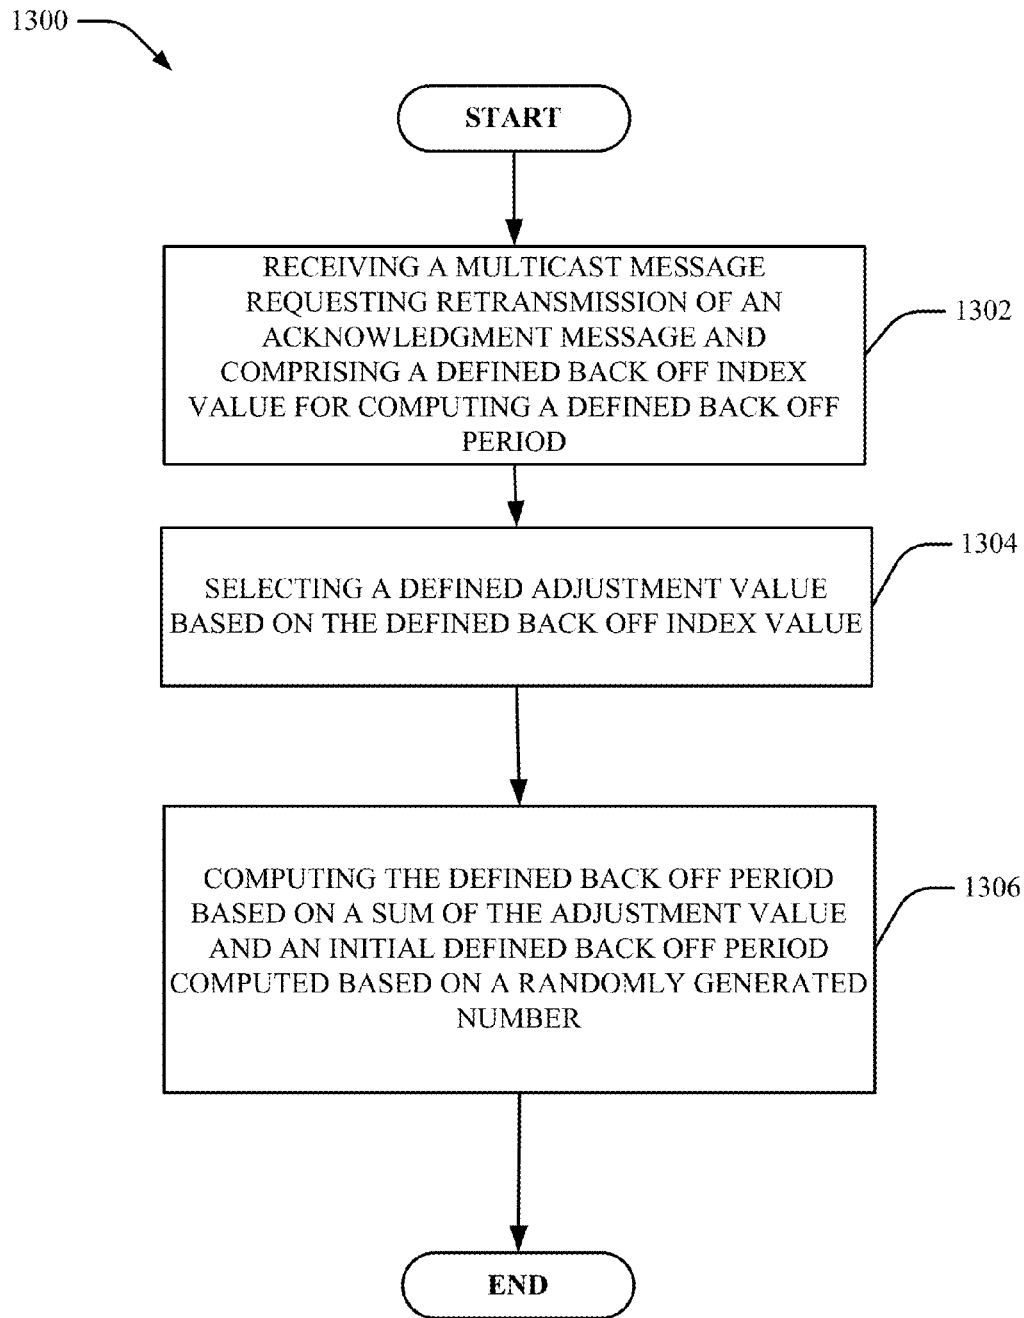 1300
START
RECEIVING A MULTICAST MESSAGE
REQUESTING RETRANSMISSION OF AN
ACKNOWLEDGMENT MESSAGE AND
COMPRISING A DEFINED BACK OFF INDEX
VALUE FOR COMPUTING A DEFINED BACK OFF
PERIOD
1302
SELECTING A DEFINED ADJUSTMENT VALUE
BASED ON THE DEFINED BACK OFF INDEX VALUE
1304
COMPUTING THE DEFINED BACK OFF PERIOD
BASED ON A SUM OF THE ADJUSTMENT VALUE
AND AN INITIAL DEFINED BACK OFF PERIOD
COMPUTED BASED ON A RANDOMLY GENERATED
NUMBER
1306
END